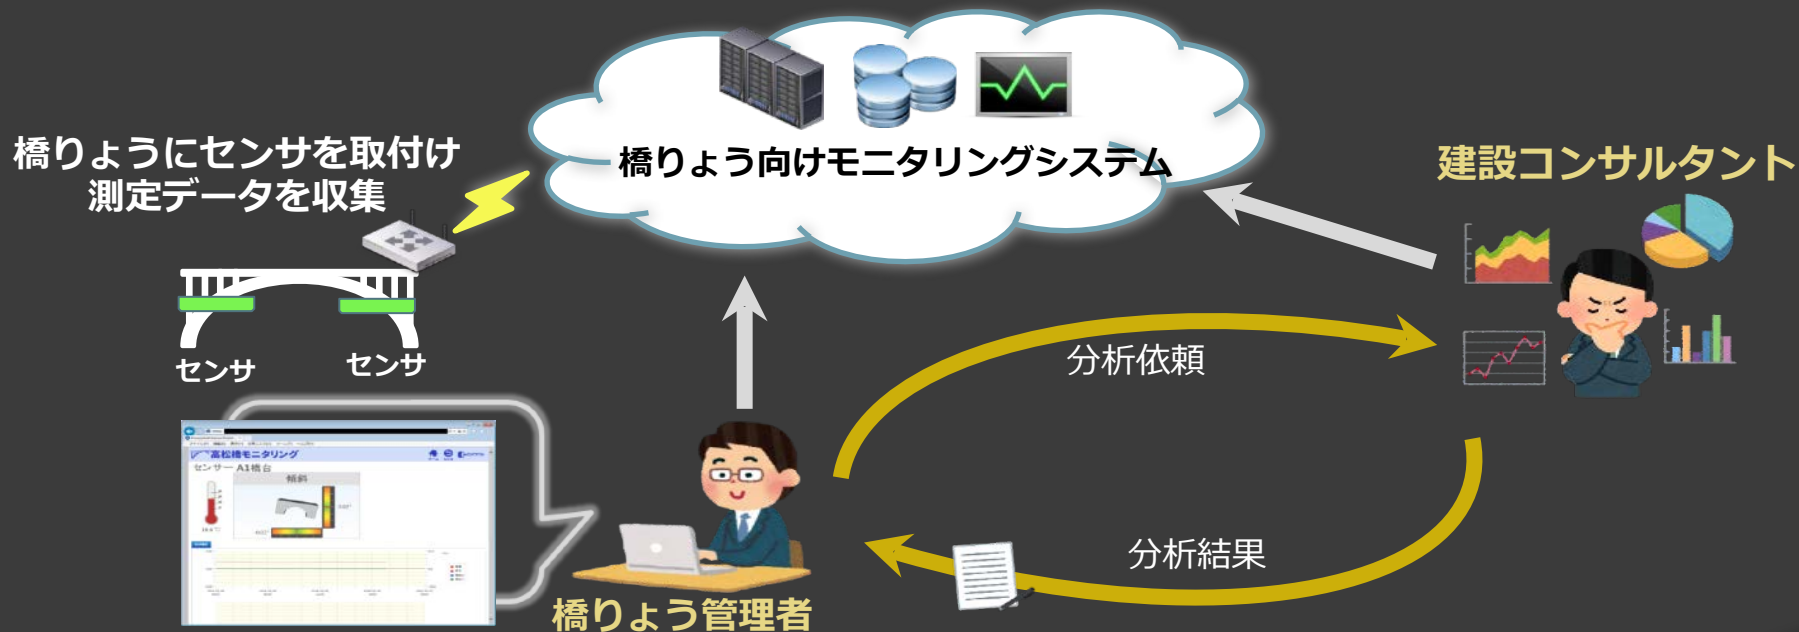 橋りょう向けモニタリングシステム
橋りょうにセンサを取付け
測定データを収集
センサ
センサ
建設コンサルタント
分析依頼
分析結果
高松橋モニタリング
センサー A1橋台
傾斜
橋りょう管理者